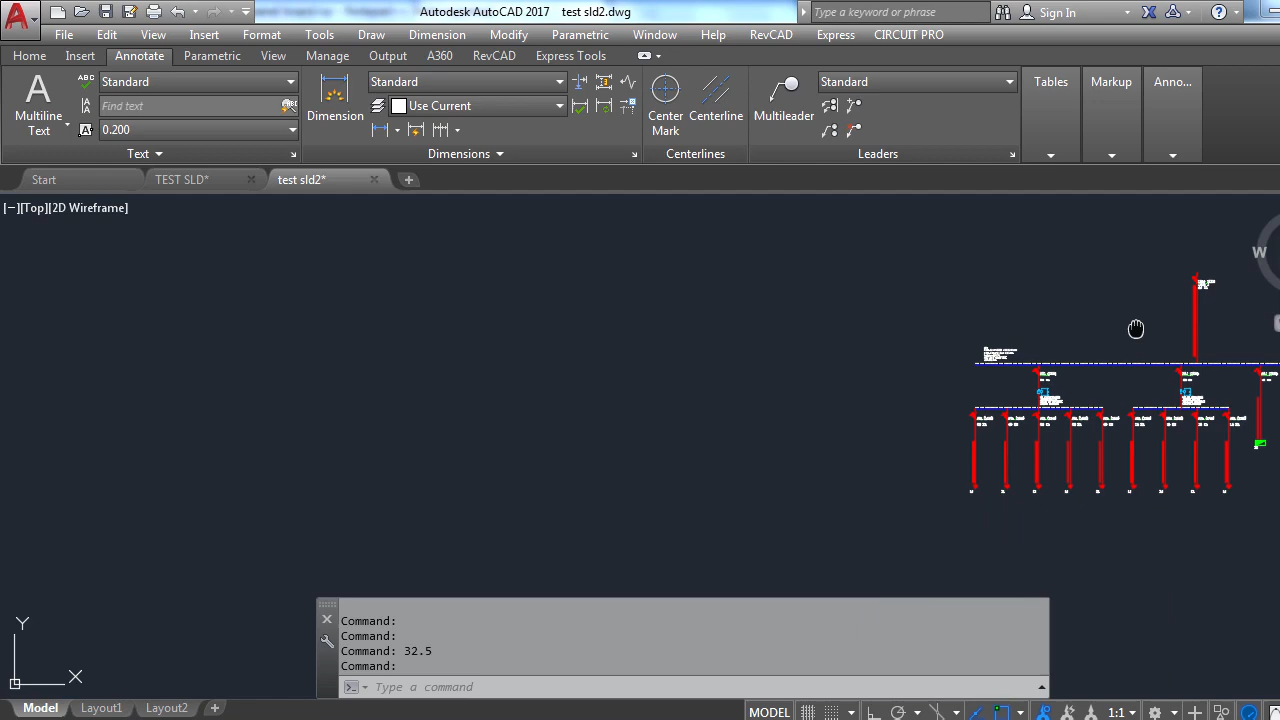 Autodesk AutoCAD 2017 test sld2.dwg Type a keyword or phrase Sign In
File Edit View Insert Format Tools Draw Dimension Modify Parametric Window Help RevCAD Express CIRCUIT PRO
Home Insert Annotate Parametric View Manage Output A360 RevCAD Express Tools
A
Multiline
Text
ABC Standard
Find text
0.200
Text
Dimension
Standard
Use Current
Dimensions
Center
Mark
Centerline
Centerlines
Multileader
Standard
Leaders
Tables
Markup
Anno...
Start TEST SLD* test sld2*
[−][Top][2D Wireframe]
W
Y
X
Command:
Command:
Command: 32.5
Command:
Type a command
Model Layout1 Layout2
MODEL 1:1